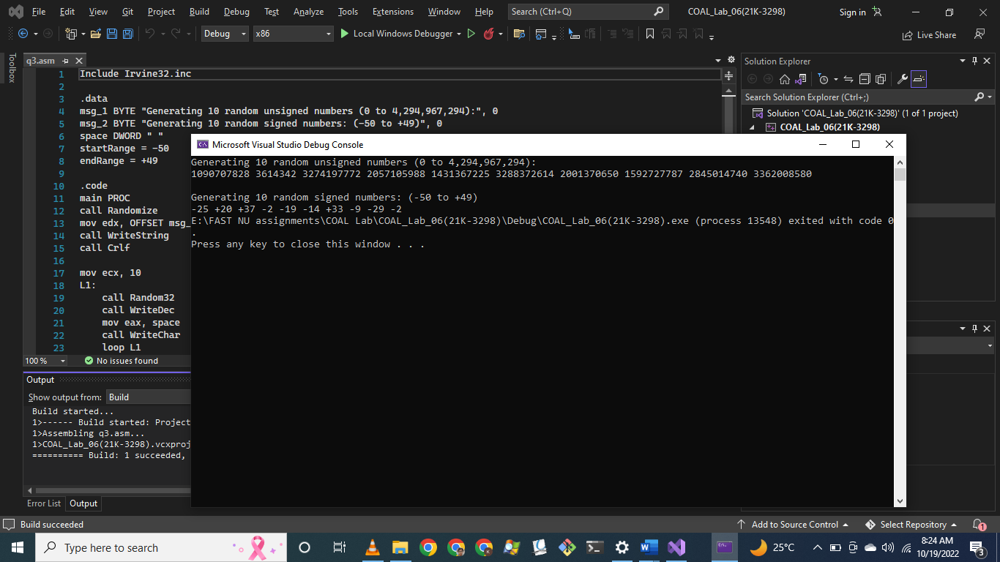 File Edit View Git Project Build Debug Test Analyze Tools Extensions Window Help Search (Ctrl+Q) COAL_Lab_06(21K-3298) Sign in
Debug x86 Local Windows Debugger Live Share
Toolbox
q3.asm
1 Include Irvine32.inc
2
3 .data
4 msg_1 BYTE "Generating 10 random unsigned numbers (0 to 4,294,967,294):", 0
5 msg_2 BYTE "Generating 10 random signed numbers: (-50 to +49)", 0
6 space DWORD " "
7 startRange = -50
8 endRange = +49
9
10 .code
11 main PROC
12 call Randomize
13 mov edx, OFFSET msg_
14 call WriteString
15 call Crlf
16
17 mov ecx, 10
18 L1:
19 call Random32
20 call WriteDec
21 mov eax, space
22 call WriteChar
23 loop L1
100 % No issues found
Solution Explorer
Search Solution Explorer (Ctrl+;)
Solution 'COAL_Lab_06(21K-3298)' (1 of 1 project)
COAL_Lab_06(21K-3298)
Microsoft Visual Studio Debug Console
Generating 10 random unsigned numbers (0 to 4,294,967,294):
1090707828 3614342 3274197772 2057105988 1431367225 3288372614 2001370650 1592727787 2845014740 3362008580
Generating 10 random signed numbers: (-50 to +49)
-25 +20 +37 -2 -19 -14 +33 -9 -29 -2
E:\FAST NU assignments\COAL Lab\COAL_Lab_06(21K-3298)\Debug\COAL_Lab_06(21K-3298).exe (process 13548) exited with code 0
.
Press any key to close this window . . .
Output
Show output from: Build
Build started...
1>------ Build started: Project
1>Assembling q3.asm...
1>COAL_Lab_06(21K-3298).vcxproj
========== Build: 1 succeeded,
Error List Output
Build succeeded Add to Source Control Select Repository 1
Type here to search 25°C 8:24 AM
10/19/2022 3